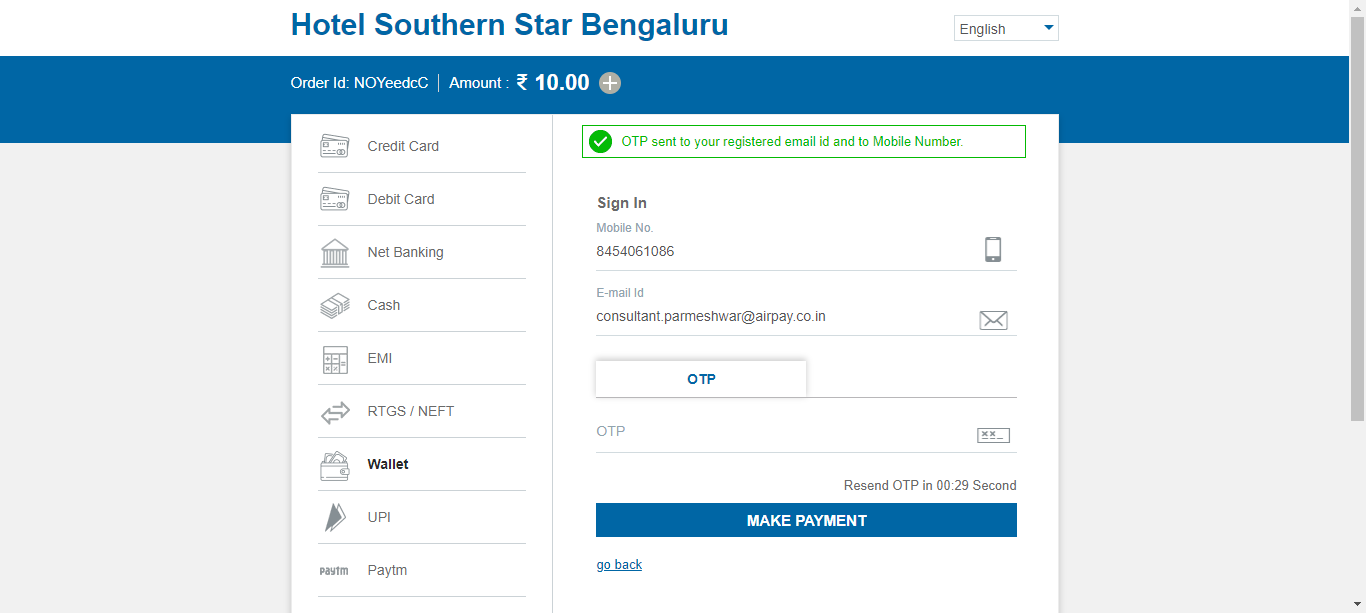 Hotel Southern Star Bengaluru
English
Order Id: NOYeedcC | Amount : ₹ 10.00
Credit Card
Debit Card
Net Banking
Cash
EMI
RTGS / NEFT
Wallet
UPI
Paytm
Paytm
OTP sent to your registered email id and to Mobile Number.
Sign In
Mobile No.
8454061086
E-mail Id
consultant.parmeshwar@airpay.co.in
OTP
OTP
Resend OTP in 00:29 Second
MAKE PAYMENT
go back